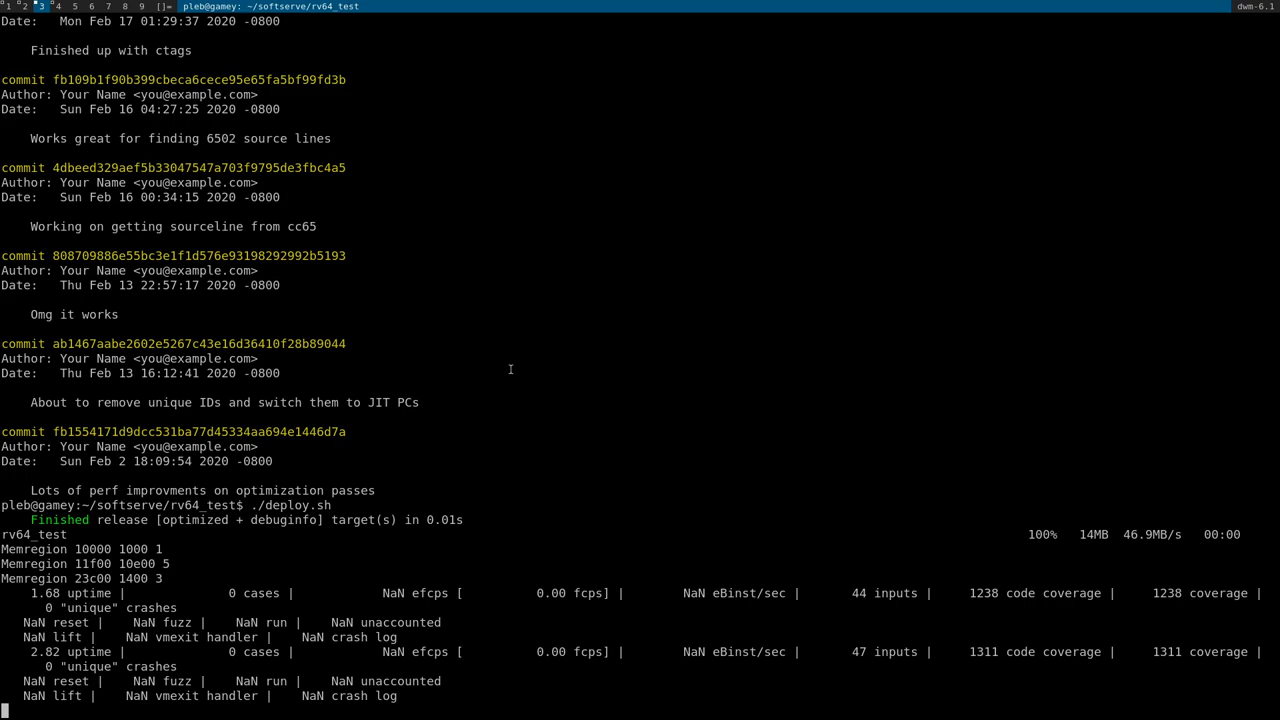 1 2 3 4 5 6 7 8 9 []= pleb@gamey: ~/softserve/rv64_test dwm-6.1
Date:   Mon Feb 17 01:29:37 2020 -0800
Finished up with ctags
commit fb109b1f90b399cbeca6cece95e65fa5bf99fd3b
Author: Your Name <you@example.com>
Date:   Sun Feb 16 04:27:25 2020 -0800
Works great for finding 6502 source lines
commit 4dbeed329aef5b33047547a703f9795de3fbc4a5
Author: Your Name <you@example.com>
Date:   Sun Feb 16 00:34:15 2020 -0800
Working on getting sourceline from cc65
commit 808709886e55bc3e1f1d576e93198292992b5193
Author: Your Name <you@example.com>
Date:   Thu Feb 13 22:57:17 2020 -0800
Omg it works
commit ab1467aabe2602e5267c43e16d36410f28b89044
Author: Your Name <you@example.com>
Date:   Thu Feb 13 16:12:41 2020 -0800
About to remove unique IDs and switch them to JIT PCs
commit fb1554171d9dcc531ba77d45334aa694e1446d7a
Author: Your Name <you@example.com>
Date:   Sun Feb 2 18:09:54 2020 -0800
Lots of perf improvments on optimization passes
pleb@gamey:~/softserve/rv64_test$ ./deploy.sh
Finished release [optimized + debuginfo] target(s) in 0.01s
rv64_test 100% 14MB 46.9MB/s 00:00
Memregion 10000 1000 1
Memregion 11f00 10e00 5
Memregion 23c00 1400 3
1.68 uptime | 0 cases | NaN efcps [ 0.00 fcps] | NaN eBinst/sec | 44 inputs | 1238 code coverage | 1238 coverage |
0 "unique" crashes
NaN reset | NaN fuzz | NaN run | NaN unaccounted
NaN lift | NaN vmexit handler | NaN crash log
2.82 uptime | 0 cases | NaN efcps [ 0.00 fcps] | NaN eBinst/sec | 47 inputs | 1311 code coverage | 1311 coverage |
0 "unique" crashes
NaN reset | NaN fuzz | NaN run | NaN unaccounted
NaN lift | NaN vmexit handler | NaN crash log